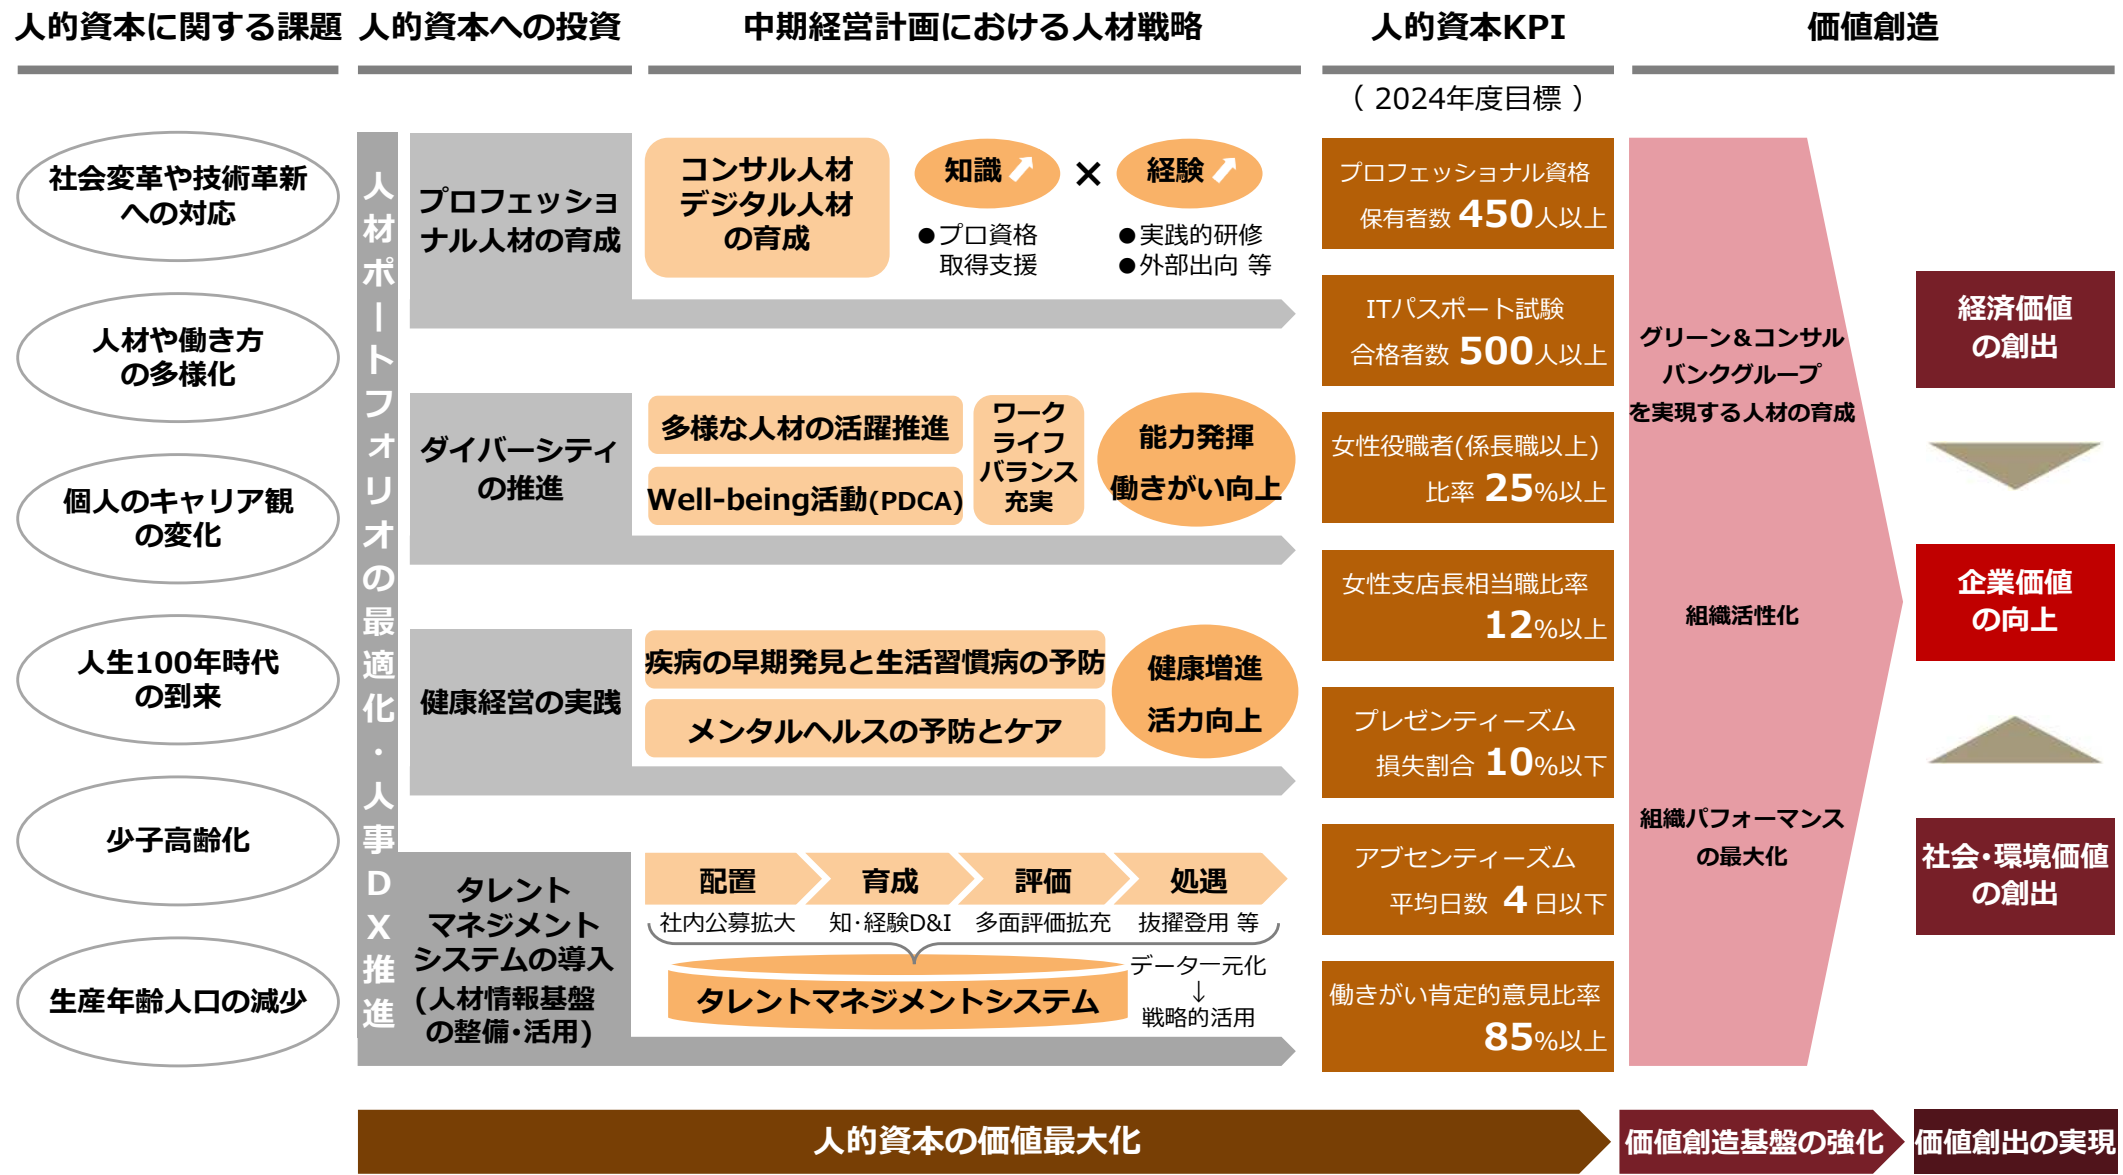 人的資本に関する課題
人的資本への投資
中期経営計画における人材戦略
人的資本KPI
価値創造
( 2024年度目標 )
社会変革や技術革新
への対応
人材や働き方
の多様化
個人のキャリア観
の変化
人生100年時代
の到来
少子高齢化
生産年齢人口の減少
人材ポートフォリオの最適化・人事DX推進
プロフェッショ
ナル人材の育成
コンサル人材
デジタル人材
の育成
知識
×
経験
●プロ資格
取得支援
●実践的研修
●外部出向 等
ダイバーシティ
の推進
多様な人材の活躍推進
Well-being活動(PDCA)
ワーク
ライフ
バランス
充実
能力発揮
働きがい向上
健康経営の実践
疾病の早期発見と生活習慣病の予防
メンタルヘルスの予防とケア
健康増進
活力向上
タレント
マネジメント
システムの導入
(人材情報基盤
の整備・活用)
配置
育成
評価
処遇
社内公募拡大
知・経験D&I
多面評価拡充
抜擢登用 等
タレントマネジメントシステム
データ一元化
↓
戦略的活用
プロフェッショナル資格
保有者数 450人以上
ITパスポート試験
合格者数 500人以上
女性役職者(係長職以上)
比率 25%以上
女性支店長相当職比率
12%以上
プレゼンティーズム
損失割合 10%以下
アブセンティーズム
平均日数 4日以下
働きがい肯定的意見比率
85%以上
グリーン&コンサル
バンクグループ
を実現する人材の育成
組織活性化
組織パフォーマンス
の最大化
経済価値
の創出
企業価値
の向上
社会・環境価値
の創出
人的資本の価値最大化
価値創造基盤の強化
価値創出の実現